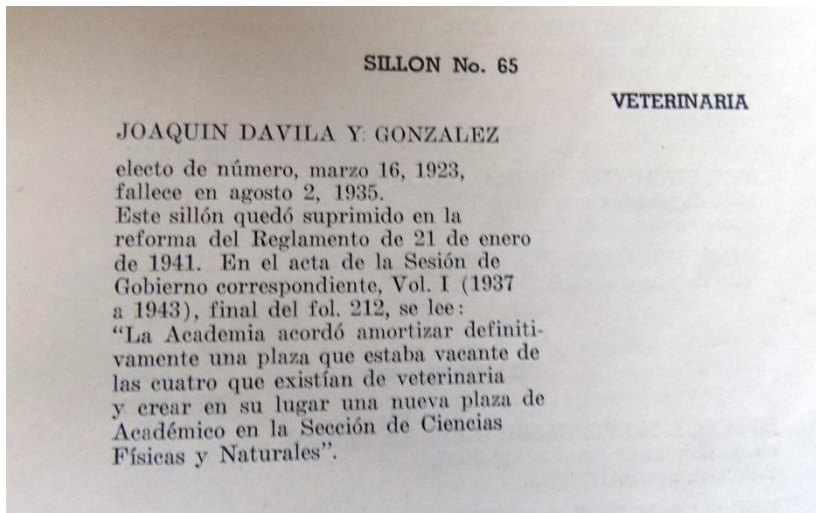 SILLON No. 65
VETERINARIA
JOAQUIN DAVILA Y GONZALEZ
electo de número, marzo 16, 1923,
fallece en agosto 2, 1935.
Este sillón quedó suprimido en la
reforma del Reglamento de 21 de enero
de 1941. En el acta de la Sesión de
Gobierno correspondiente, Vol. I (1937
a 1943), final del fol. 212, se lee:
“La Academia acordó amortizar definiti-
vamente una plaza que estaba vacante de
las cuatro que existían de veterinaria
y crear en su lugar una nueva plaza de
Académico en la Sección de Ciencias
Físicas y Naturales”.